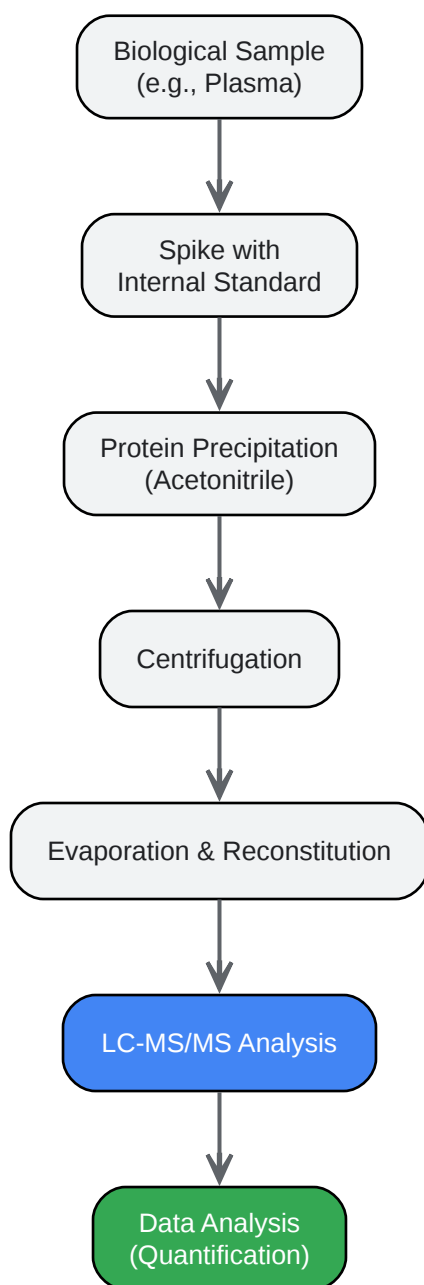 Biological Sample
(e.g., Plasma)
Spike with
Internal Standard
Protein Precipitation
(Acetonitrile)
Centrifugation
Evaporation & Reconstitution
LC-MS/MS Analysis
Data Analysis
(Quantification)